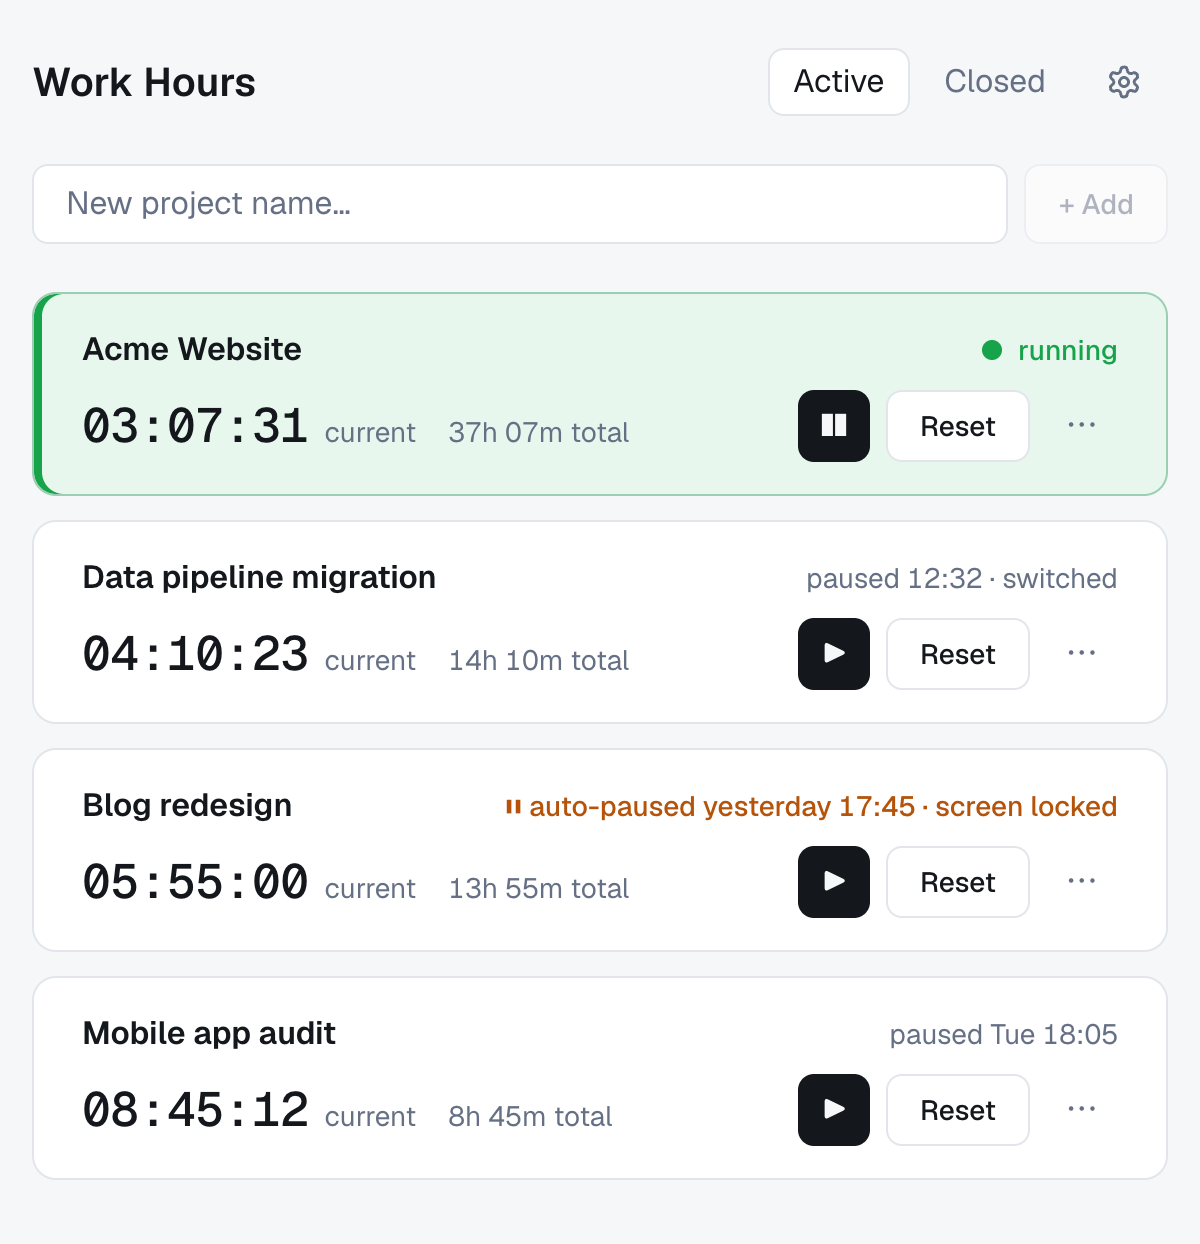 Work Hours
Active
Closed
New project name...
+ Add
Acme Website
running
03:07:31 current 37h 07m total
Reset
...
Data pipeline migration
paused 12:32 · switched
04:10:23 current 14h 10m total
Reset
...
Blog redesign
auto-paused yesterday 17:45 · screen locked
05:55:00 current 13h 55m total
Reset
...
Mobile app audit
paused Tue 18:05
08:45:12 current 8h 45m total
Reset
...